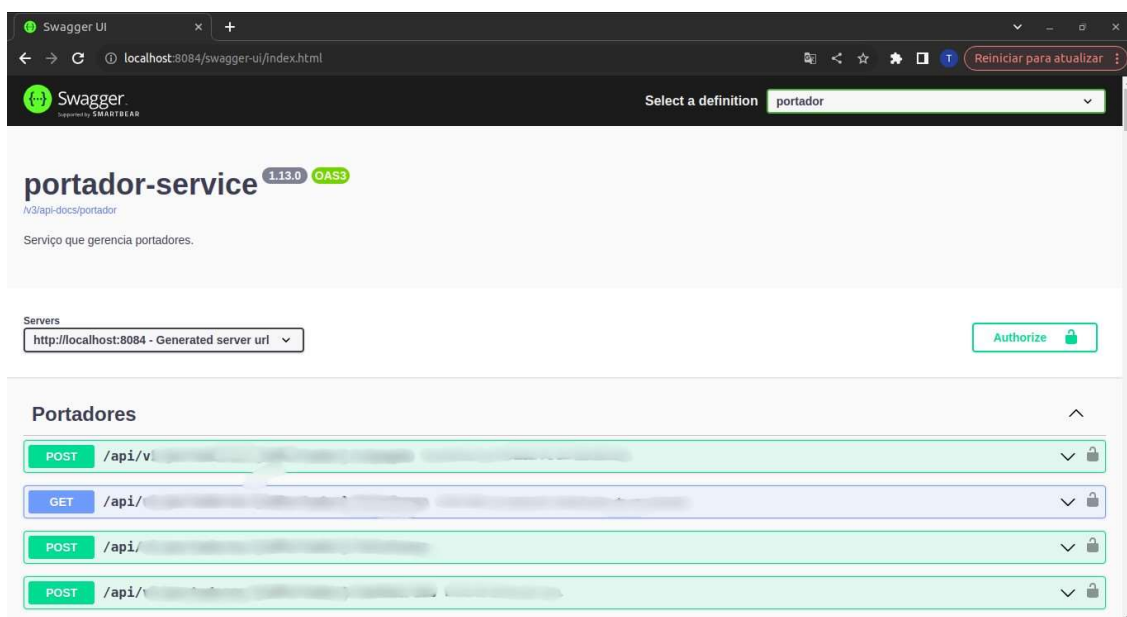 Swagger UI
localhost:8084/swagger-ui/index.html
T
Reiniciar para atualizar
Swagger.
Supported by SMARTBEAR
Select a definition
portador
portador-service 1.13.0 OAS3
/v3/api-docs/portador
Serviço que gerencia portadores.
Servers
http://localhost:8084 - Generated server url
Authorize
Portadores
POST /api/v
GET /api/
POST /api/
POST /api/